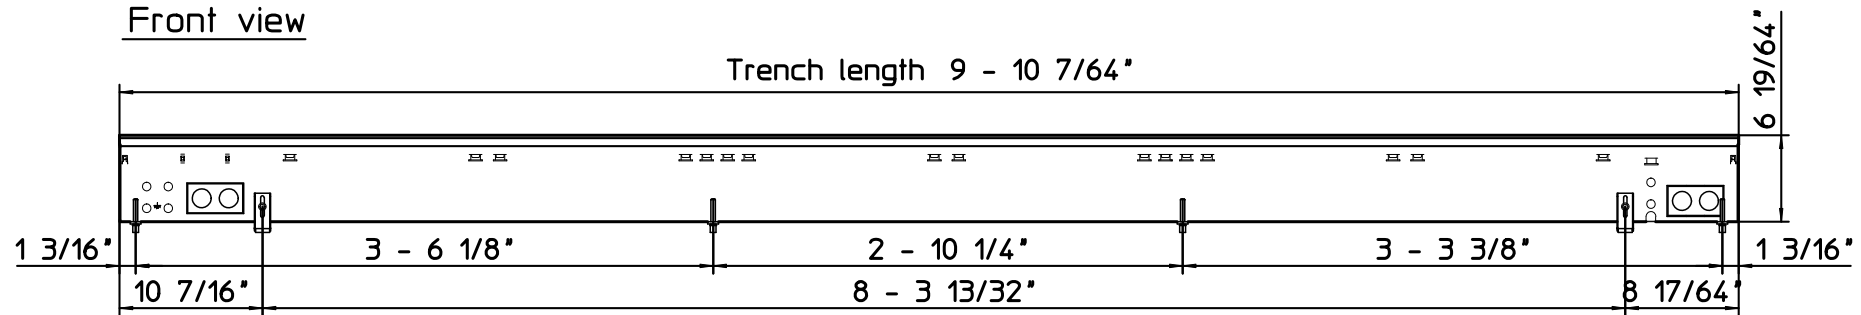 Front view
Trench length 9 - 10 7/64"
6 19/64"
1 3/16" 3 - 6 1/8" 2 - 10 1/4" 3 - 3 3/8" 1 3/16"
10 7/16" 8 - 3 13/32" 8 17/64"